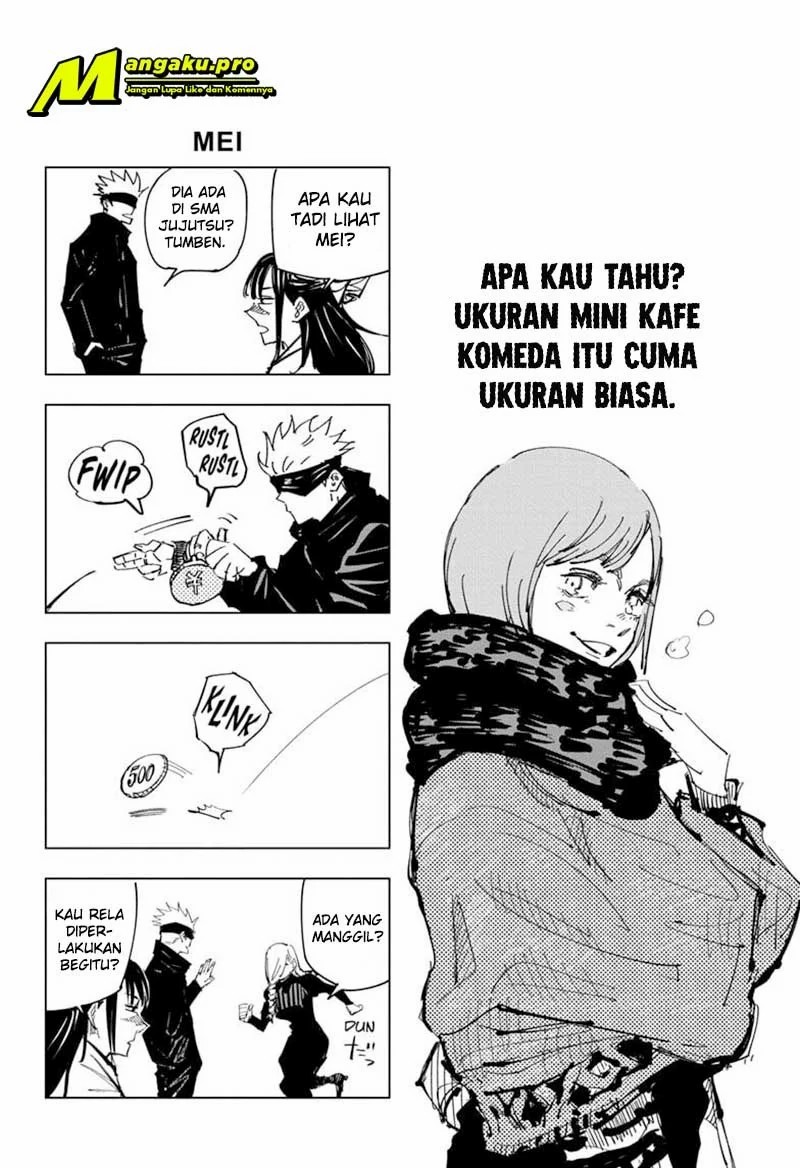 Mangaku.pro
Jangan Lupa Like dan Komennya
MEI
APA KAU
TADI LIHAT
MEI?
DIA ADA
DI SMA
JUJUTSU?
TUMBEN.
APA KAU TAHU?
UKURAN MINI KAFE
KOMEDA ITU CUMA
UKURAN BIASA.
RUSTL
RUSTL
FWIP
KLINK
500
ADA YANG
MANGGIL?
KAU RELA
DIPER-
LAKUKAN
BEGITU?
DUN
だっ